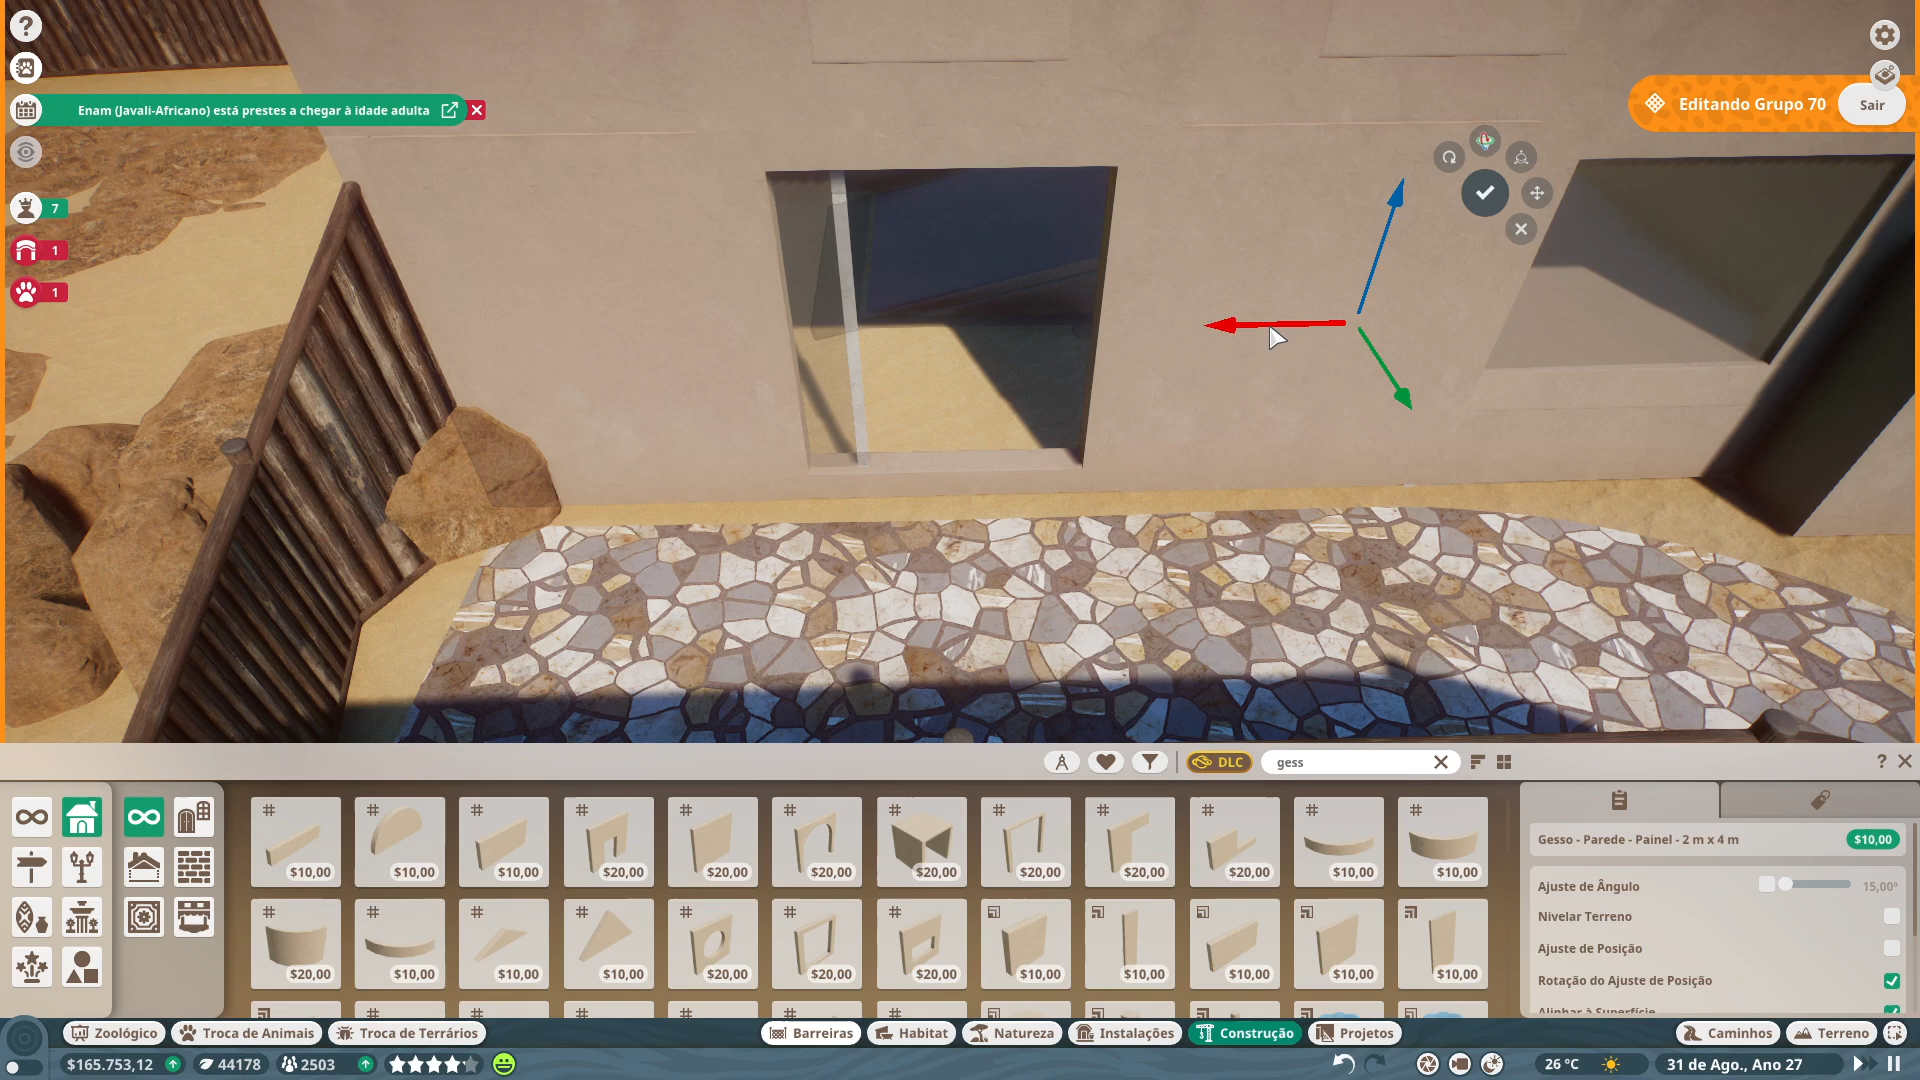 Enam (Javali-Africano) está prestes a chegar à idade adulta
Editando Grupo 70
Sair
7
1
1
DLC
gess
$10,00
$10,00
$10,00
$20,00
$20,00
$20,00
$20,00
$20,00
$20,00
$20,00
$10,00
$10,00
$20,00
$10,00
$10,00
$10,00
$20,00
$20,00
$20,00
$10,00
$10,00
$10,00
$10,00
$10,00
Gesso - Parede - Painel - 2 m x 4 m
$10,00
Ajuste de Ângulo
15,00°
Nivelar Terreno
Ajuste de Posição
Rotação do Ajuste de Posição
Alinhar à Superfície
Zoológico
Troca de Animais
Troca de Terrários
Barreiras
Habitat
Natureza
Instalações
Construção
Projetos
Caminhos
Terreno
$165.753,12
44178
2503
26 °C
31 de Ago., Ano 27